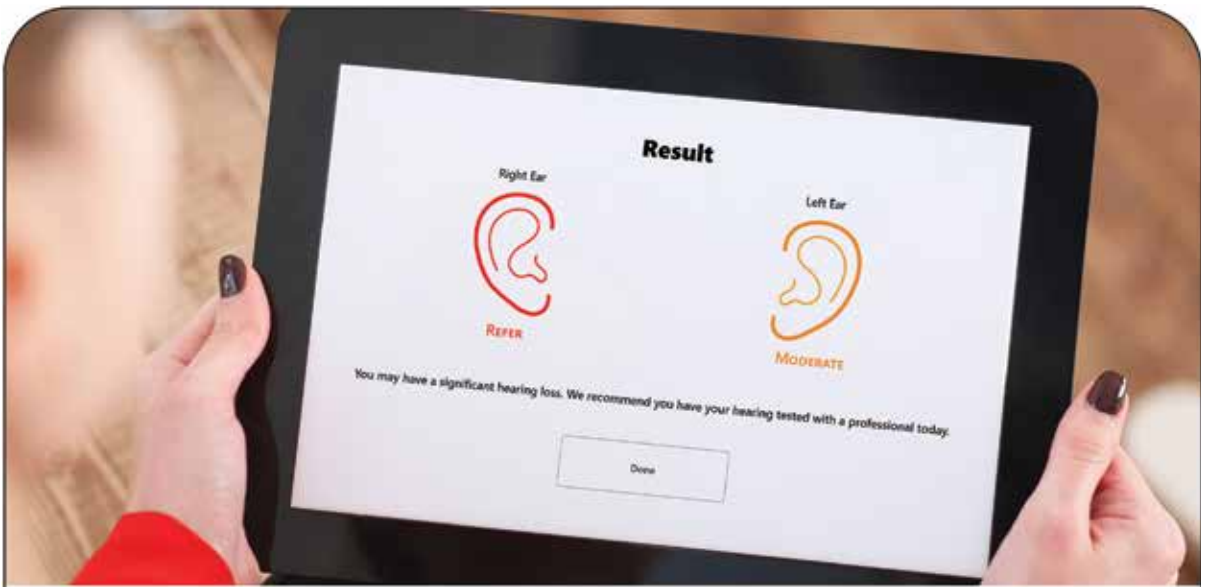 Result
Right Ear
Left Ear
REFER
MODERATE
You may have a significant hearing loss. We recommend you have your hearing tested with a professional today.
Done